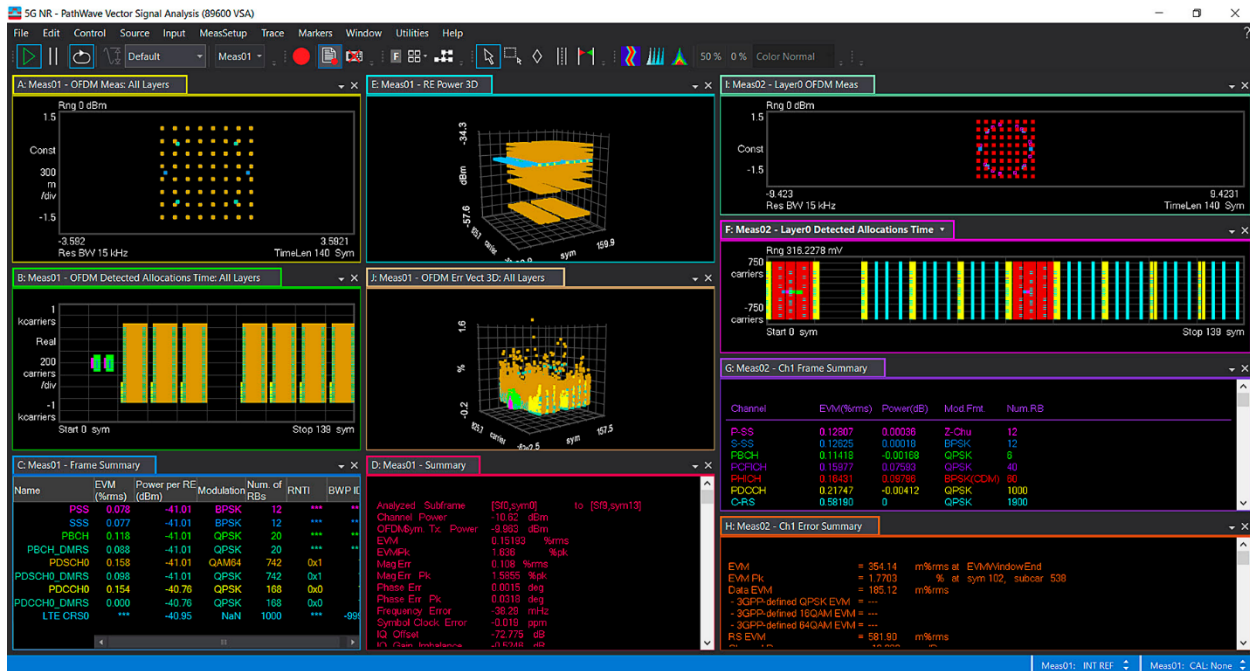 5G NR - PathWave Vector Signal Analysis (89600 VSA)
File Edit Control Source Input MeasSetup Trace Markers Window Utilities Help
Default Meas01 F 50 % 0 % Color Normal
A: Meas01 - OFDM Meas: All Layers
Rng 0 dBm
1.5
Const
300
m
/div
-1.5
-3.592 3.5921
Res BW 15 kHz TimeLen 140 Sym
B: Meas01 - OFDM Detected Allocations Time: All Layers
1
kcarriers
Real
200
carriers
/div
-1
kcarriers
Start 0 sym Stop 139 sym
C: Meas01 - Frame Summary
Name EVM (%rms) Power per RE (dBm) Modulation Num. of RBs RNTI BWP ID
PSS 0.078 -41.01 BPSK 12 *** **
SSS 0.077 -41.01 BPSK 12 *** **
PBCH 0.118 -41.01 QPSK 20 *** **
PBCH_DMRS 0.088 -41.01 QPSK 20 *** **
PDSCH0 0.158 -41.01 QAM64 742 0x1
PDSCH0_DMRS 0.098 -41.01 QPSK 742 0x1
PDCCH0 0.154 -40.76 QPSK 168 0x0
PDCCH0_DMRS 0.000 -40.76 QPSK 168 0x0
LTE CRS0 *** -40.95 NaN 1000 *** -999
E: Meas01 - RE Power 3D
-34.3
dBm
-57.6
carrier
sym
159.9
J: Meas01 - OFDM Err Vect 3D: All Layers
1.6
%
-0.2
carrier
sym
157.5
D: Meas01 - Summary
Analyzed Subframe [Sf0,sym0] to [Sf9,sym13]
Channel Power -10.62 dBm
OFDMSym. Tx. Power -9.983 dBm
EVM 0.15193 %rms
EVMPk 1.636 %pk
MagErr 0.108 %rms
MagErr Pk 1.5855 %pk
Phase Err 0.0015 deg
Phase Err Pk 0.0318 deg
Frequency Error -38.29 mHz
Symbol Clock Error -0.019 ppm
IQ Offset -72.775 dB
IQ Gain Imbalance -0.5246 dB
I: Meas02 - Layer0 OFDM Meas
Rng 0 dBm
1.5
Const
-1.5
-9.423 9.4231
Res BW 15 kHz TimeLen 140 Sym
F: Meas02 - Layer0 Detected Allocations Time
Rng 316.2278 mV
750
carriers
-750
carriers
Start 0 sym Stop 139 sym
G: Meas02 - Ch1 Frame Summary
Channel EVM(%rms) Power(dB) Mod.Fmt. Num.RB
P-SS 0.12607 0.00036 Z-Chu 12
S-SS 0.12625 0.00018 BPSK 12
PBCH 0.11418 -0.00168 QPSK 6
PCFICH 0.15977 0.07583 QPSK 40
PHICH 0.16431 0.09766 BPSK(CDM) 60
PDCCH 0.21747 -0.00412 QPSK 1000
C-RS 0.58190 0 QPSK 1900
H: Meas02 - Ch1 Error Summary
EVM = 354.14 m%rms at EVMWindowEnd
EVM Pk = 1.7703 % at sym 102, subcar 538
Data EVM = 185.12 m%rms
- 3GPP-defined QPSK EVM = ---
- 3GPP-defined 16QAM EVM = ---
- 3GPP-defined 64QAM EVM = ---
RS EVM = 581.90 m%rms
Meas01: INT REF Meas01: CAL: None